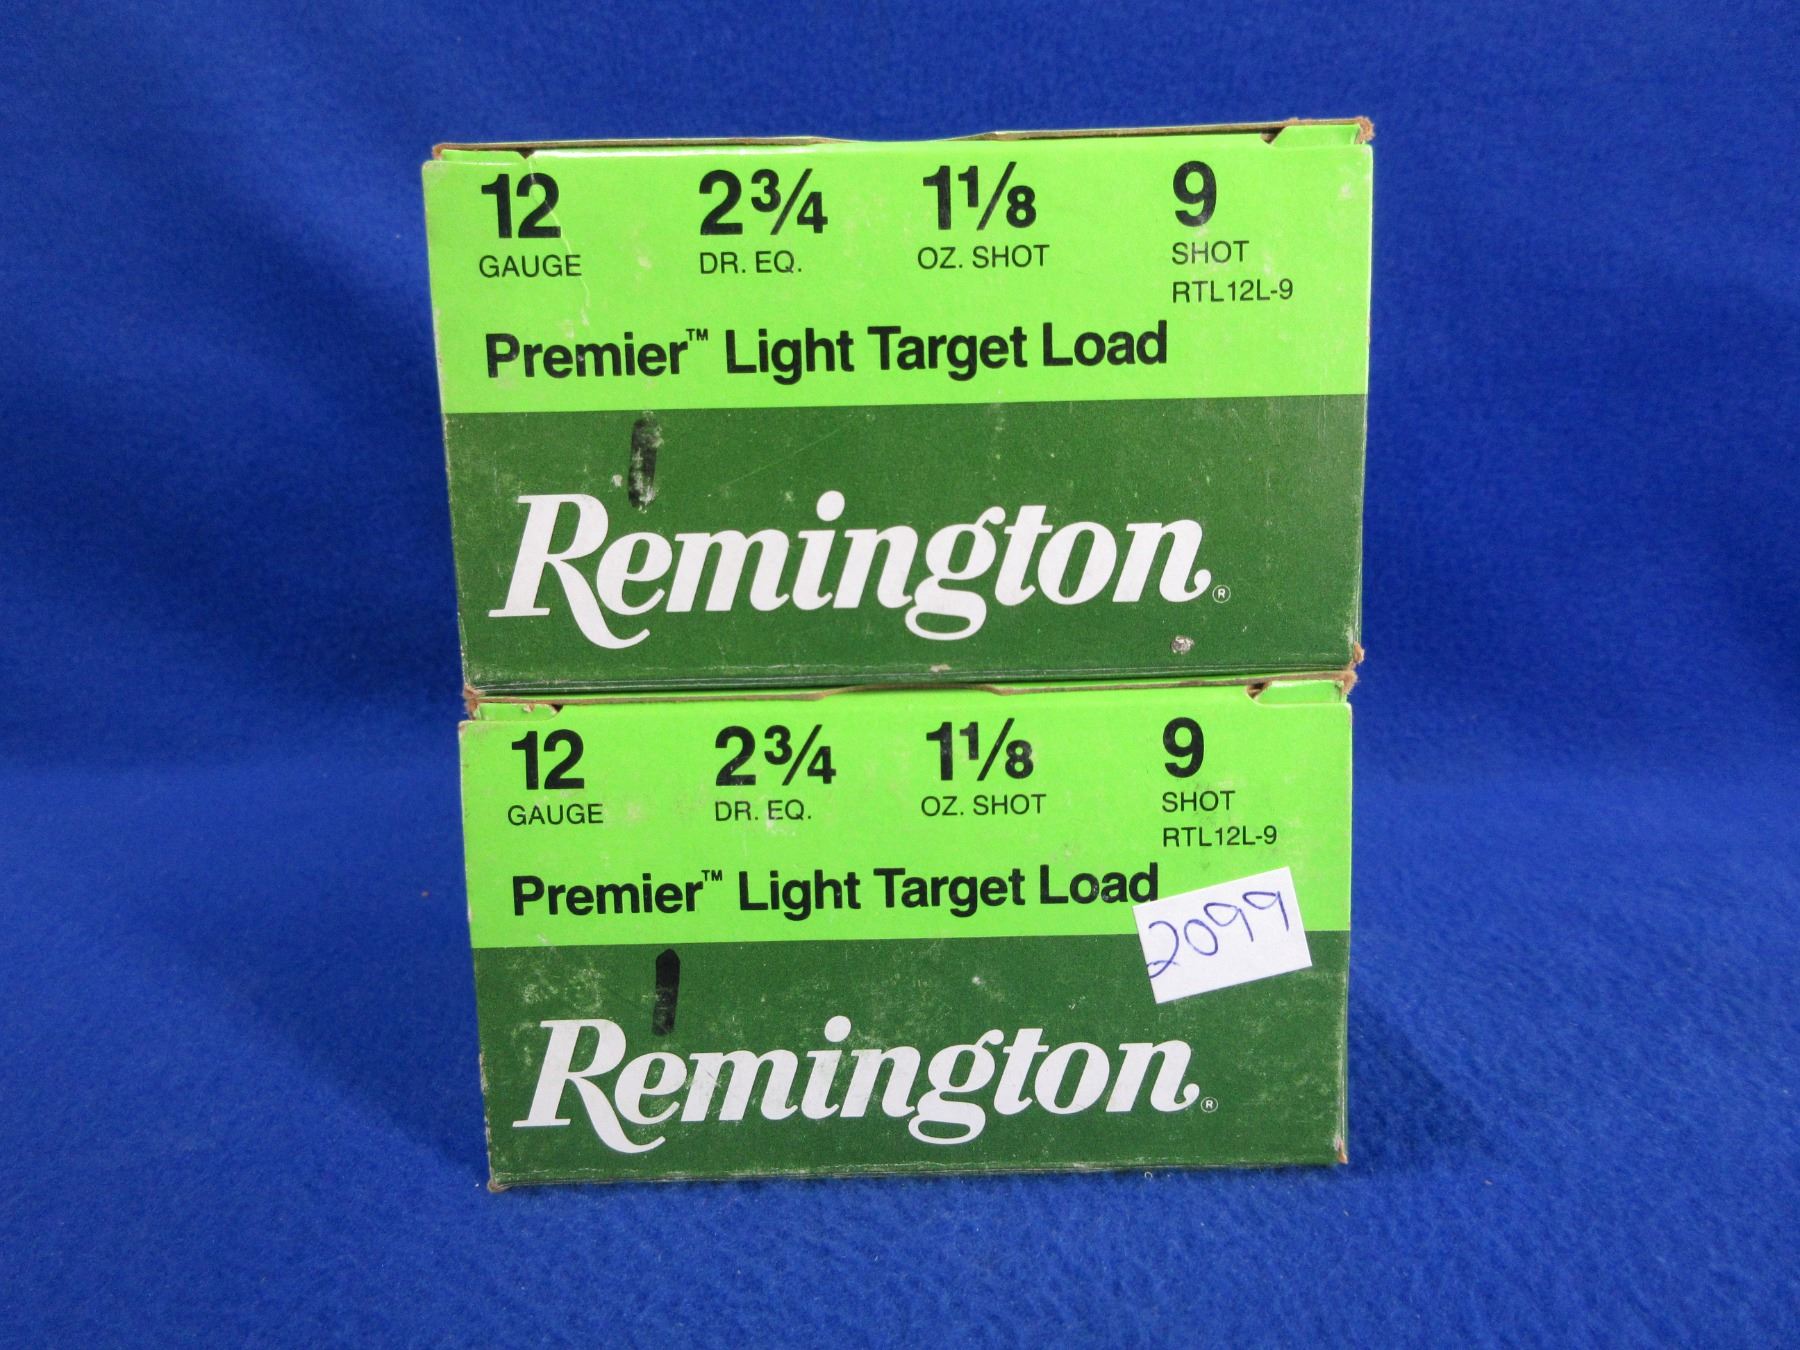 12 2¾ 1⅛ 9
GAUGE DR. EQ. OZ. SHOT SHOT
RTL12L-9
Premier™ Light Target Load
Remington®
12 2¾ 1⅛ 9
GAUGE DR. EQ. OZ. SHOT SHOT
RTL12L-9
Premier™ Light Target Load
2099
Remington®